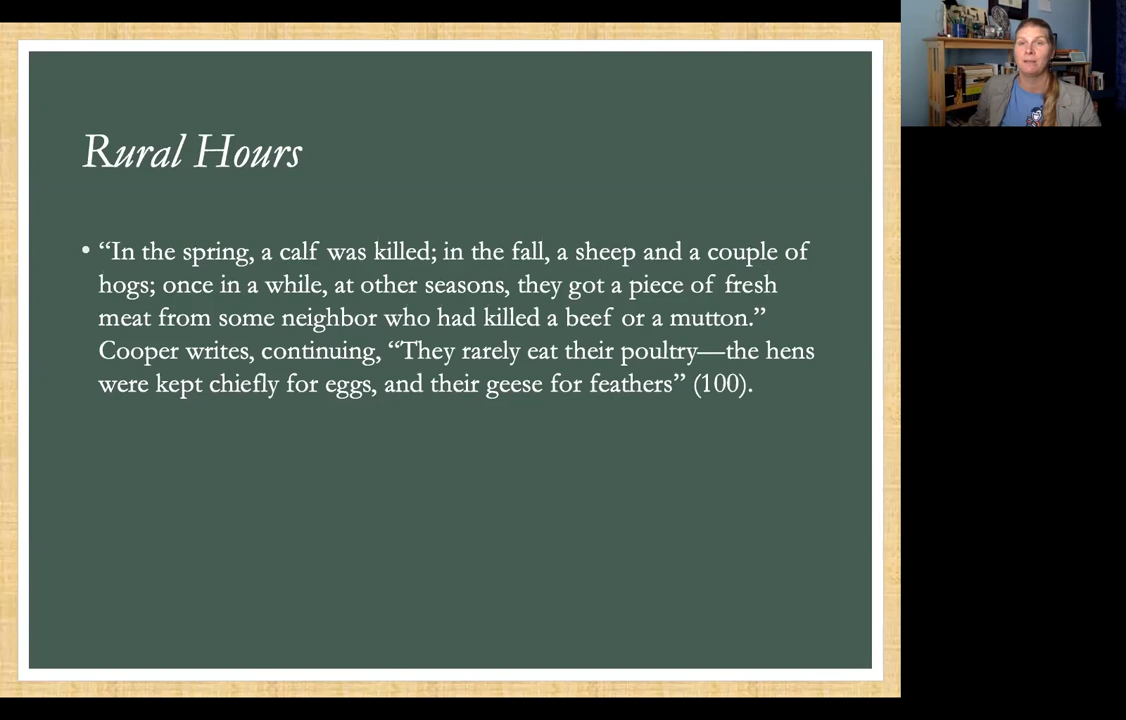 Rural Hours
• “In the spring, a calf was killed; in the fall, a sheep and a couple of
hogs; once in a while, at other seasons, they got a piece of fresh
meat from some neighbor who had killed a beef or a mutton.”
Cooper writes, continuing, “They rarely eat their poultry—the hens
were kept chiefly for eggs, and their geese for feathers” (100).